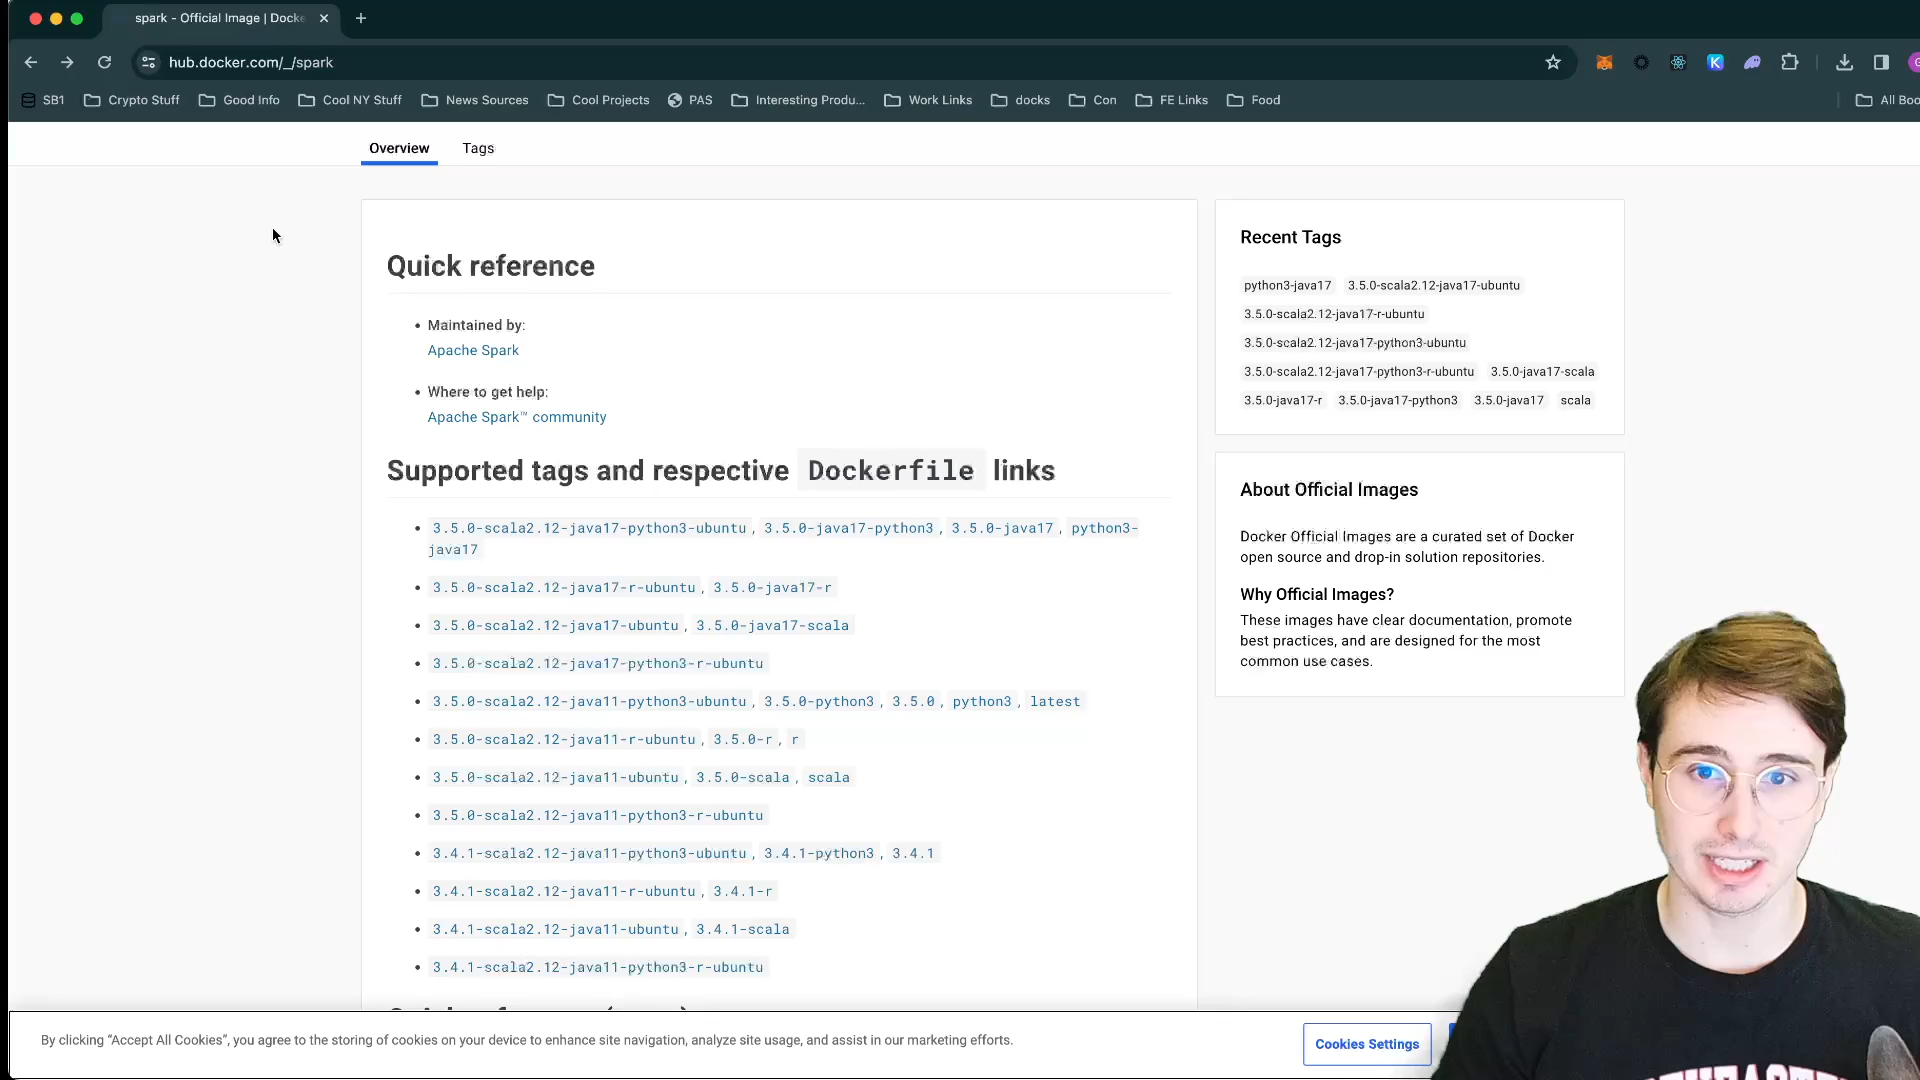 spark - Official Image | Docke
hub.docker.com/_/spark
SB1 Crypto Stuff Good Info Cool NY Stuff News Sources Cool Projects PAS Interesting Produ... Work Links docks Con FE Links Food All Boo
Overview Tags
Quick reference
• Maintained by:
Apache Spark
• Where to get help:
Apache Spark™ community
Supported tags and respective Dockerfile links
• 3.5.0-scala2.12-java17-python3-ubuntu, 3.5.0-java17-python3, 3.5.0-java17, python3-
java17
• 3.5.0-scala2.12-java17-r-ubuntu, 3.5.0-java17-r
• 3.5.0-scala2.12-java17-ubuntu, 3.5.0-java17-scala
• 3.5.0-scala2.12-java17-python3-r-ubuntu
• 3.5.0-scala2.12-java11-python3-ubuntu, 3.5.0-python3, 3.5.0, python3, latest
• 3.5.0-scala2.12-java11-r-ubuntu, 3.5.0-r, r
• 3.5.0-scala2.12-java11-ubuntu, 3.5.0-scala, scala
• 3.5.0-scala2.12-java11-python3-r-ubuntu
• 3.4.1-scala2.12-java11-python3-ubuntu, 3.4.1-python3, 3.4.1
• 3.4.1-scala2.12-java11-r-ubuntu, 3.4.1-r
• 3.4.1-scala2.12-java11-ubuntu, 3.4.1-scala
• 3.4.1-scala2.12-java11-python3-r-ubuntu
Recent Tags
python3-java17 3.5.0-scala2.12-java17-ubuntu
3.5.0-scala2.12-java17-r-ubuntu
3.5.0-scala2.12-java17-python3-ubuntu
3.5.0-scala2.12-java17-python3-r-ubuntu 3.5.0-java17-scala
3.5.0-java17-r 3.5.0-java17-python3 3.5.0-java17 scala
About Official Images
Docker Official Images are a curated set of Docker
open source and drop-in solution repositories.
Why Official Images?
These images have clear documentation, promote
best practices, and are designed for the most
common use cases.
By clicking “Accept All Cookies”, you agree to the storing of cookies on your device to enhance site navigation, analyze site usage, and assist in our marketing efforts.
Cookies Settings